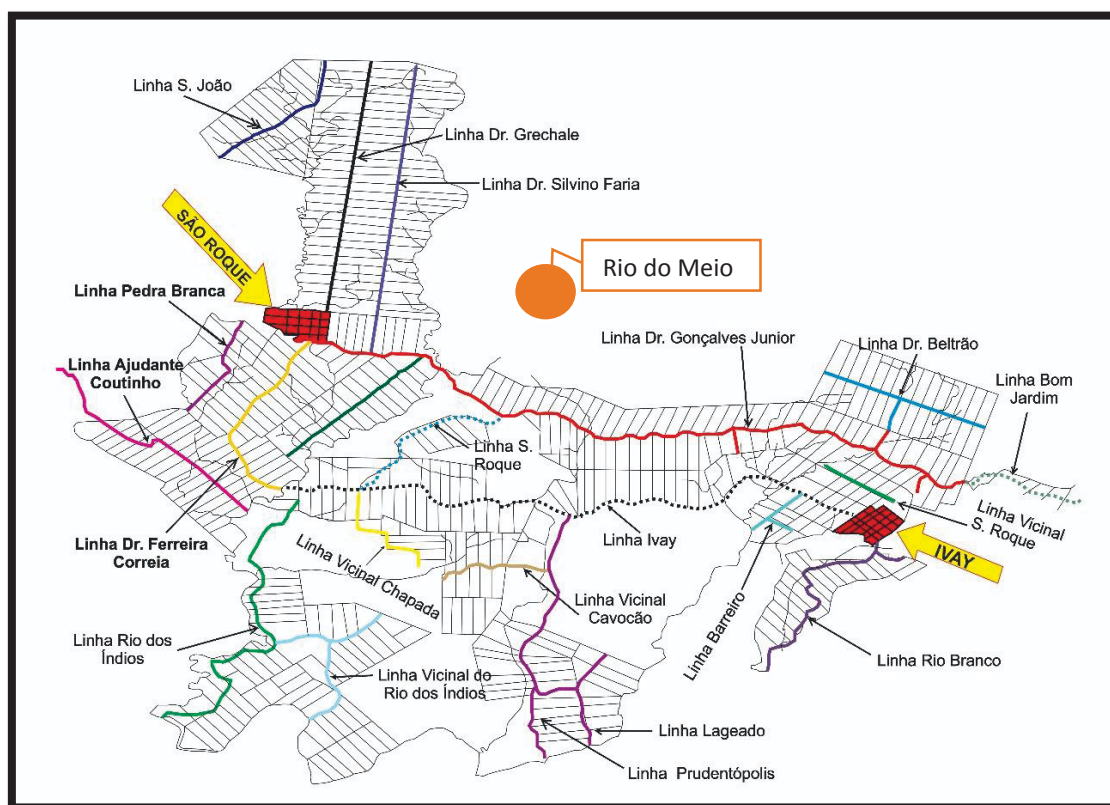 Linha S. João
Linha Dr. Grechale
Linha Dr. Silvino Faria
SÃO ROQUE
Rio do Meio
Linha Pedra Branca
Linha Dr. Gonçalves Junior
Linha Dr. Beltrão
Linha Ajudante
Coutinho
Linha Bom
Jardim
Linha S.
Roque
Linha Vicinal
S. Roque
Linha Dr. Ferreira
Correia
Linha Ivay
IVAY
Linha Vicinal Chapada
Linha Vicinal
Cavocão
Linha Barreiro
Linha Rio dos
Índios
Linha Rio Branco
Linha Vicinal do
Rio dos Índios
Linha Lageado
Linha Prudentópolis